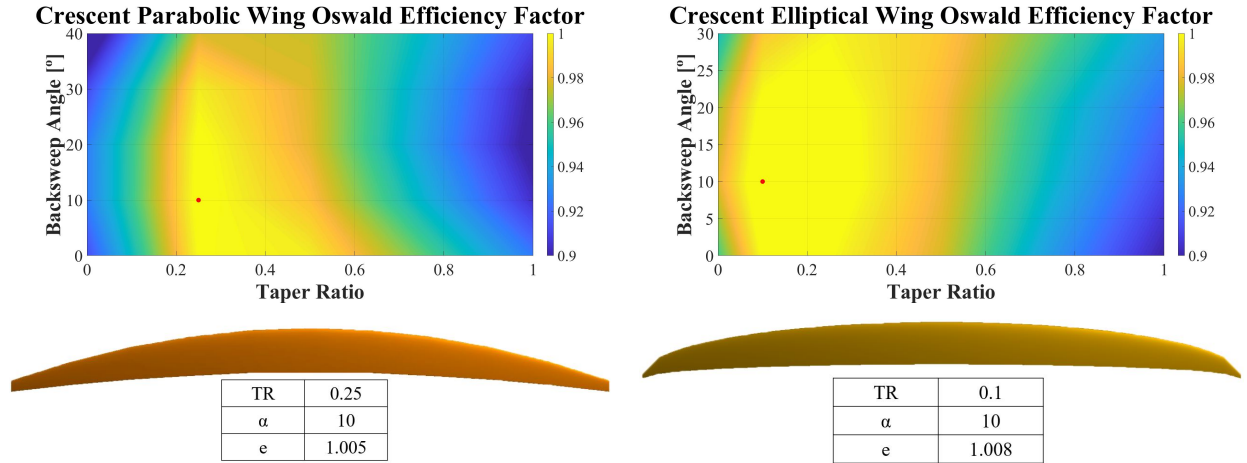 Crescent Parabolic Wing Oswald Efficiency Factor
Backsweep Angle [º]
40
30
20
10
0
0 0.2 0.4 0.6 0.8 1
Taper Ratio
1
0.98
0.96
0.94
0.92
0.9
TR 0.25
α 10
e 1.005
Crescent Elliptical Wing Oswald Efficiency Factor
Backsweep Angle [º]
30
25
20
15
10
5
0
0 0.2 0.4 0.6 0.8 1
Taper Ratio
1
0.98
0.96
0.94
0.92
0.9
TR 0.1
α 10
e 1.008